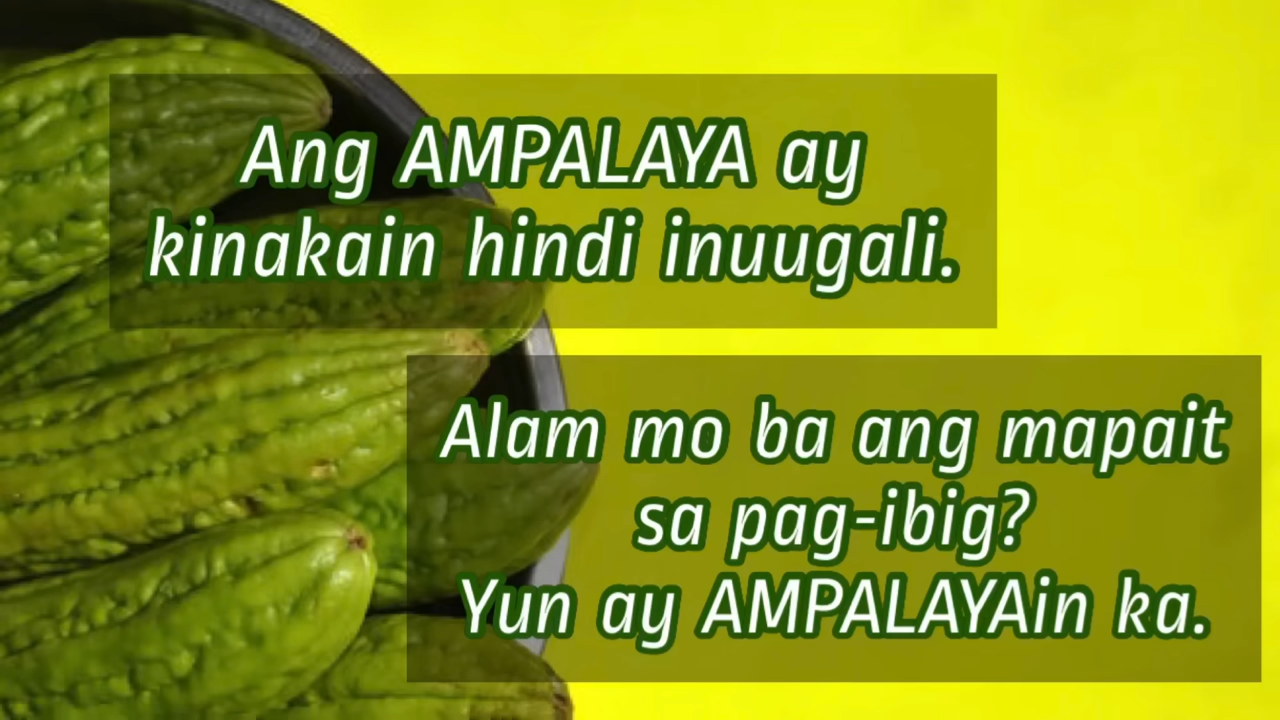 Ang AMPALAYA ay
kinakain hindi inuugali.
Alam mo ba ang mapait
sa pag-ibig?
Yun ay AMPALAYAin ka.